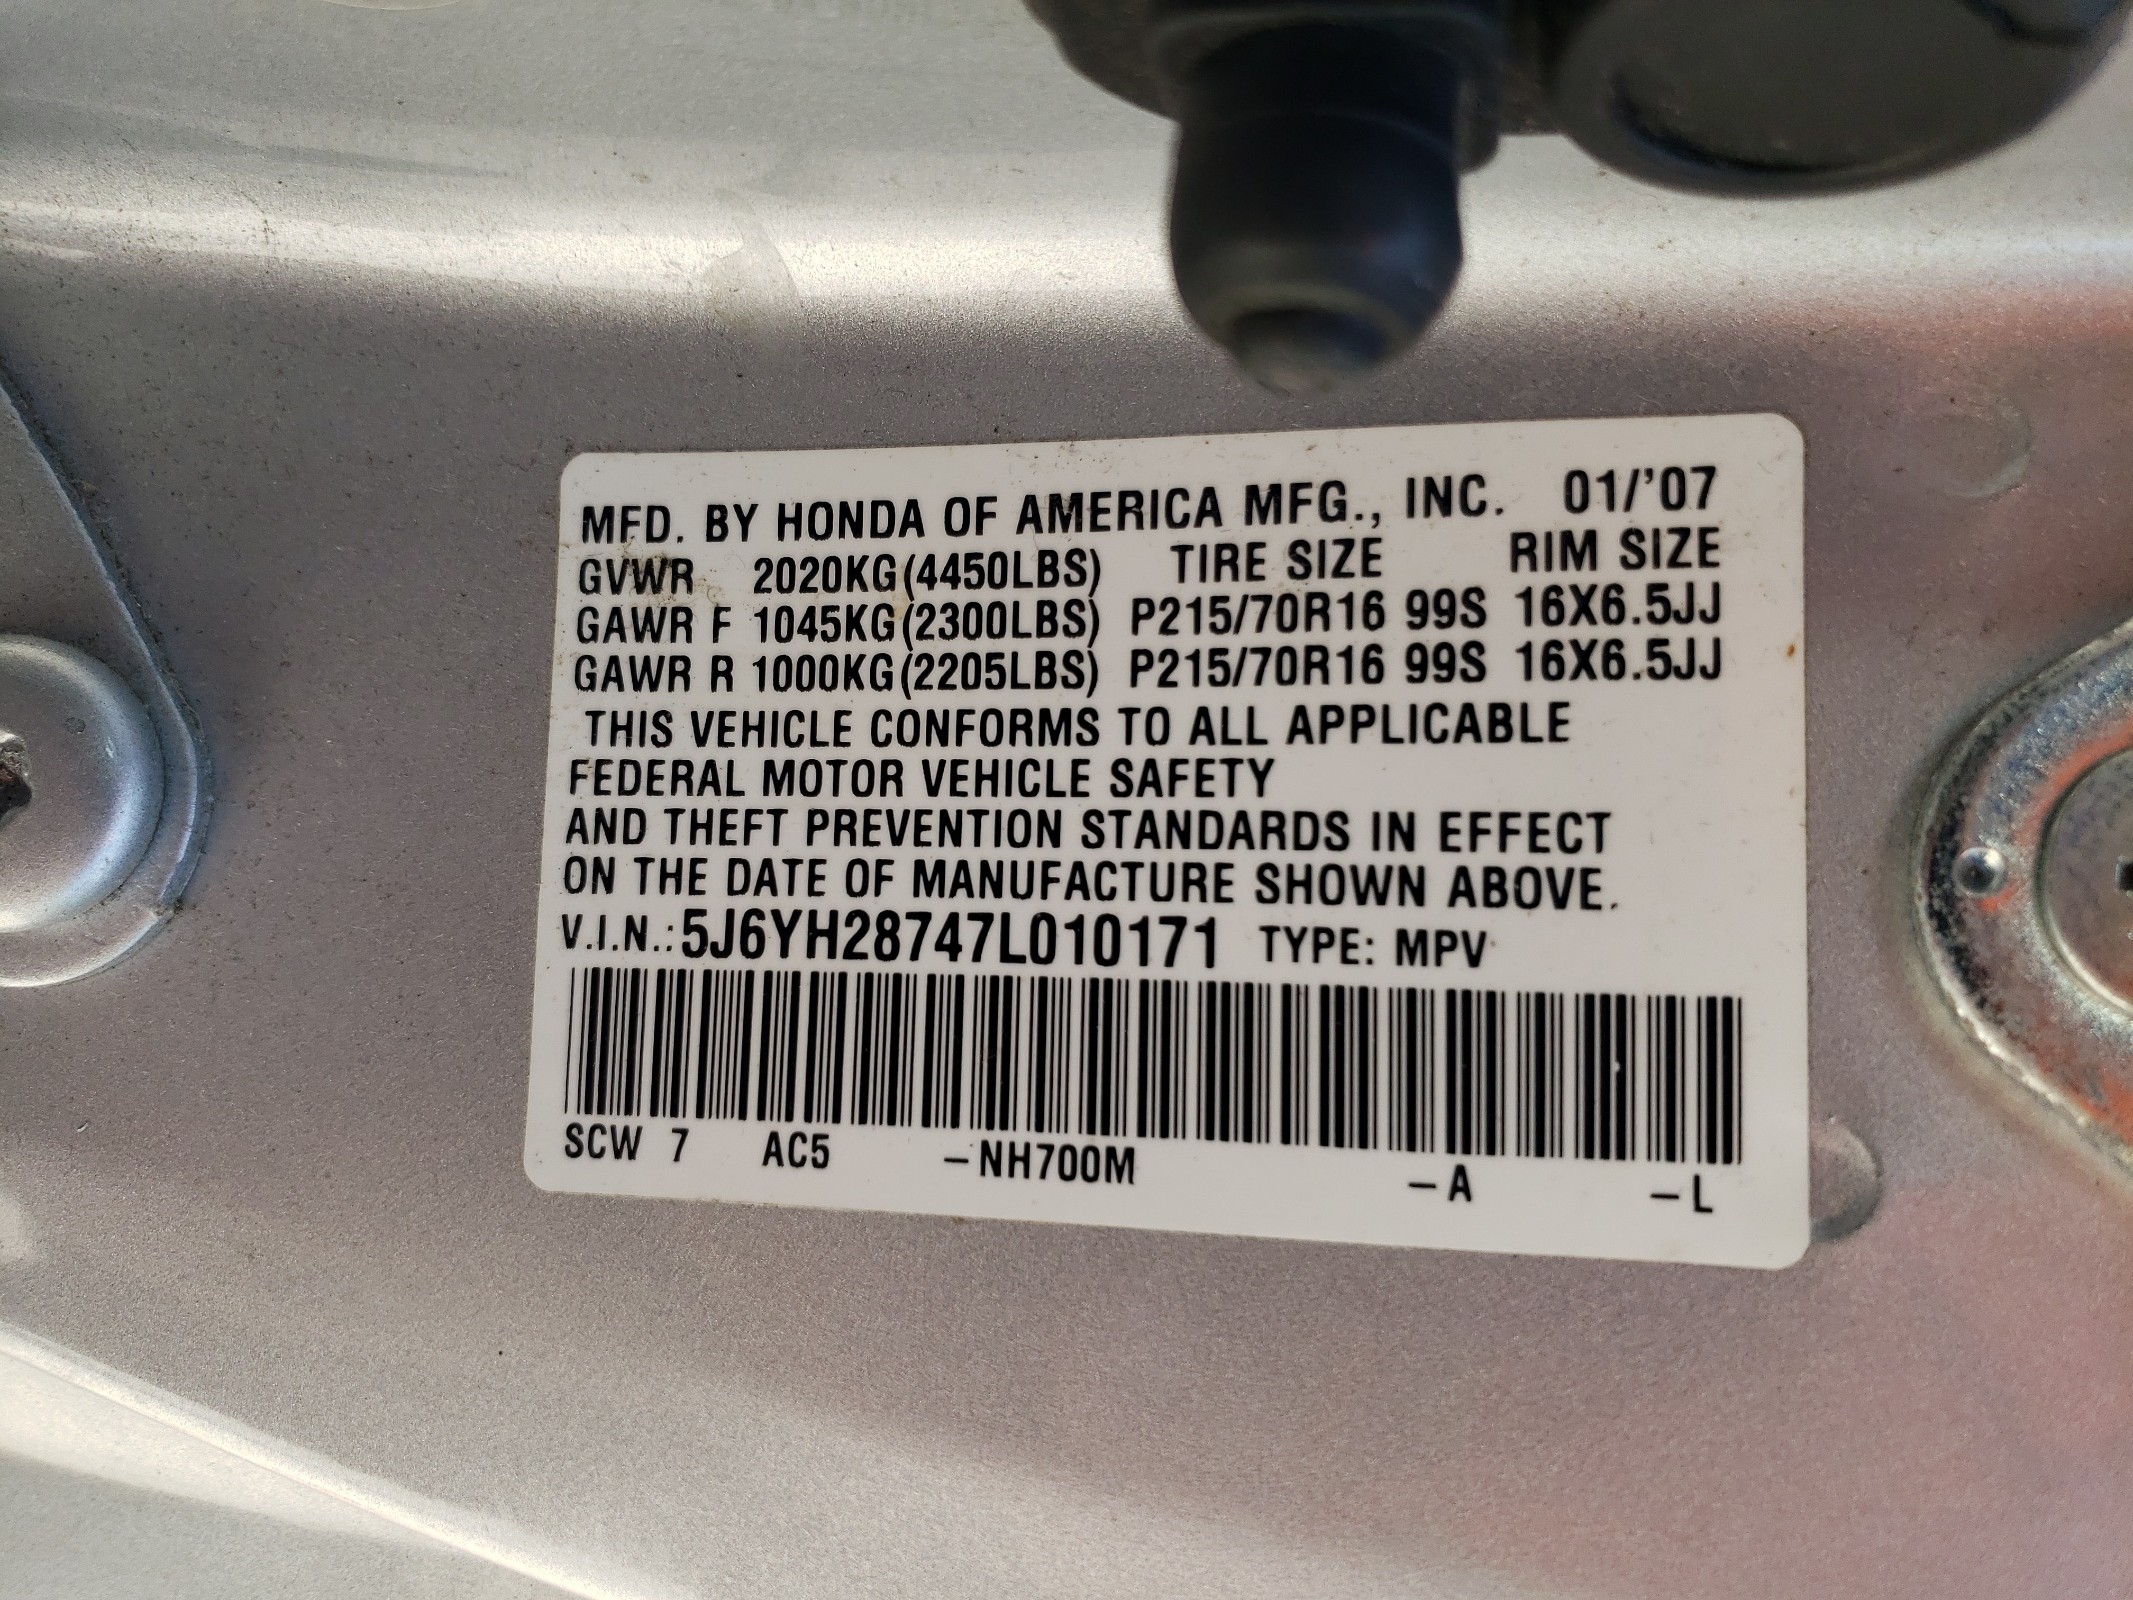 MFD. BY HONDA OF AMERICA MFG., INC. 01/'07
GVWR 2020KG(4450LBS) TIRE SIZE RIM SIZE
GAWR F 1045KG(2300LBS) P215/70R16 99S 16X6.5JJ
GAWR R 1000KG(2205LBS) P215/70R16 99S 16X6.5JJ
THIS VEHICLE CONFORMS TO ALL APPLICABLE
FEDERAL MOTOR VEHICLE SAFETY
AND THEFT PREVENTION STANDARDS IN EFFECT
ON THE DATE OF MANUFACTURE SHOWN ABOVE.
V.I.N.: 5J6YH28747L010171 TYPE: MPV
SCW 7 AC5 –NH700M –A –L